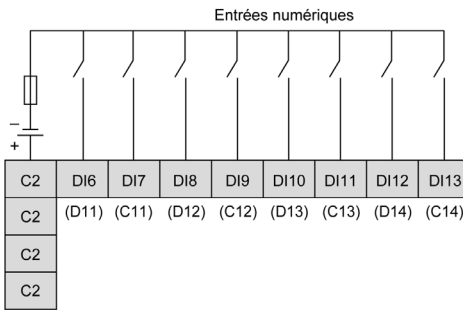 Entrées numériques
–
+
C2 DI6 DI7 DI8 DI9 DI10 DI11 DI12 DI13
C2 (D11) (C11) (D12) (C12) (D13) (C13) (D14) (C14)
C2
C2